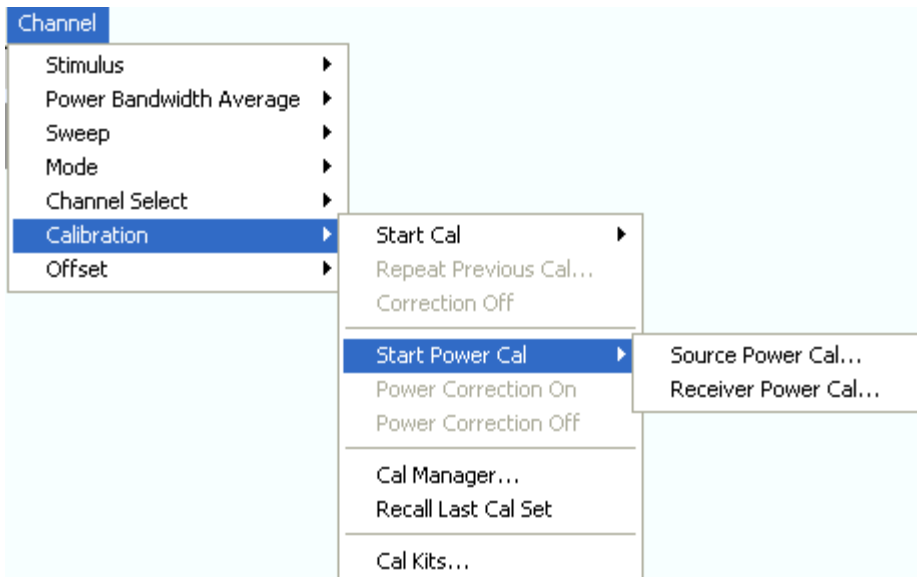 Channel
Stimulus
Power Bandwidth Average
Sweep
Mode
Channel Select
Calibration
Offset
Start Cal
Repeat Previous Cal...
Correction Off
Start Power Cal
Power Correction On
Power Correction Off
Cal Manager...
Recall Last Cal Set
Cal Kits...
Source Power Cal...
Receiver Power Cal...